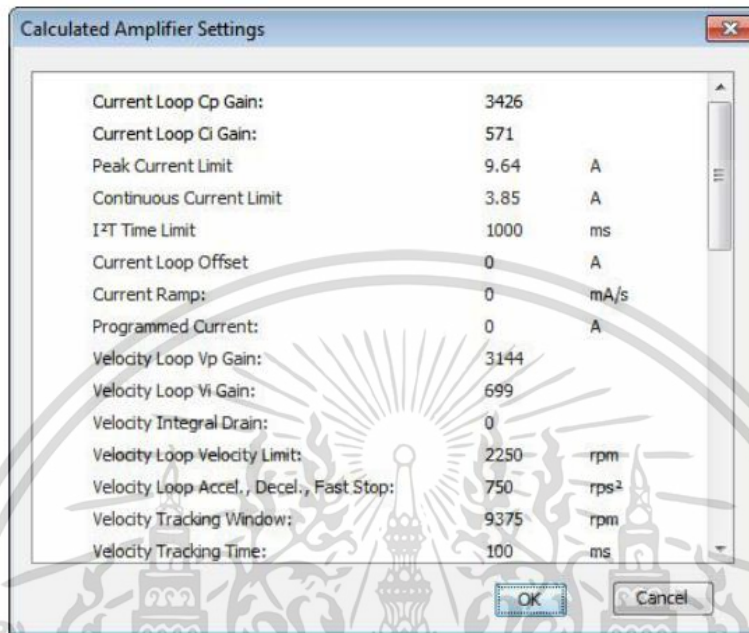 Calculated Amplifier Settings
Current Loop Cp Gain: 3426
Current Loop Ci Gain: 571
Peak Current Limit 9.64 A
Continuous Current Limit 3.85 A
I²T Time Limit 1000 ms
Current Loop Offset 0 A
Current Ramp: 0 mA/s
Programmed Current: 0 A
Velocity Loop Vp Gain: 3144
Velocity Loop Vi Gain: 699
Velocity Integral Drain: 0
Velocity Loop Velocity Limit: 2250 rpm
Velocity Loop Accel., Decel., Fast Stop: 750 rps²
Velocity Tracking Window: 9375 rpm
Velocity Tracking Time: 100 ms
OK Cancel